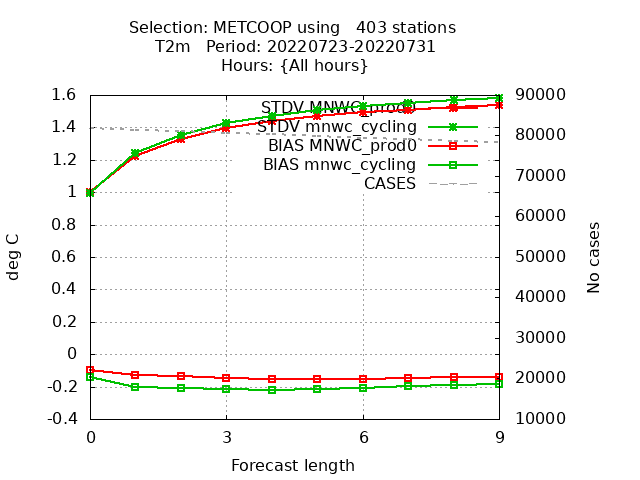 Selection: METCOOP using   403 stations
T2m   Period: 20220723-20220731
Hours: {All hours}
1.6
1.4
1.2
1
0.8
0.6
0.4
0.2
0
-0.2
-0.4
deg C
90000
80000
70000
60000
50000
40000
30000
20000
10000
No cases
STDV MNWC_prod0
STDV mnwc_cycling
BIAS MNWC_prod0
BIAS mnwc_cycling
CASES
0 3 6 9
Forecast length